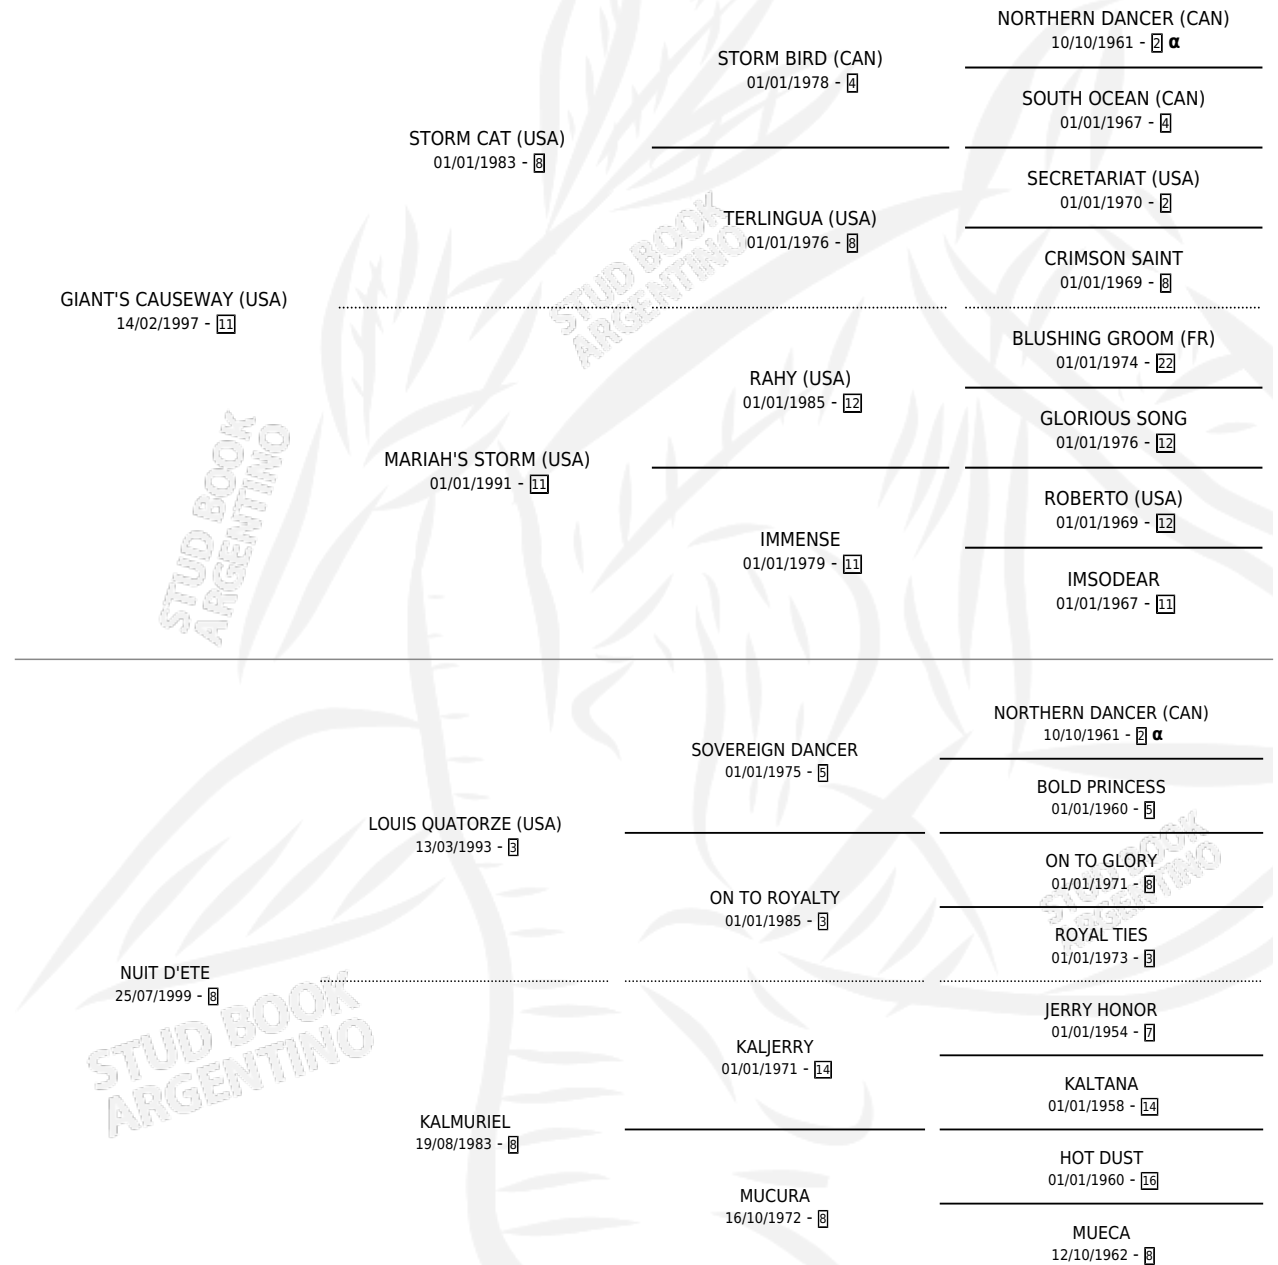 NORTHERN DANCER (CAN)
10/10/1961 - 2 α
STORM BIRD (CAN)
01/01/1978 - 4
SOUTH OCEAN (CAN)
01/01/1967 - 4
STORM CAT (USA)
01/01/1983 - 8
SECRETARIAT (USA)
01/01/1970 - 2
TERLINGUA (USA)
01/01/1976 - 8
CRIMSON SAINT
01/01/1969 - 8
GIANT'S CAUSEWAY (USA)
14/02/1997 - 11
BLUSHING GROOM (FR)
01/01/1974 - 22
RAHY (USA)
01/01/1985 - 12
GLORIOUS SONG
01/01/1976 - 12
MARIAH'S STORM (USA)
01/01/1991 - 11
ROBERTO (USA)
01/01/1969 - 12
IMMENSE
01/01/1979 - 11
IMSODEAR
01/01/1967 - 11
STUD BOOK
ARGENTINO
STUD BOOK
ARGENTINO
NORTHERN DANCER (CAN)
10/10/1961 - 2 α
SOVEREIGN DANCER
01/01/1975 - 5
BOLD PRINCESS
01/01/1960 - 5
LOUIS QUATORZE (USA)
13/03/1993 - 3
ON TO GLORY
01/01/1971 - 8
ON TO ROYALTY
01/01/1985 - 3
ROYAL TIES
01/01/1973 - 3
NUIT D'ETE
25/07/1999 - 8
JERRY HONOR
01/01/1954 - 7
KALJERRY
01/01/1971 - 14
KALTANA
01/01/1958 - 14
KALMURIEL
19/08/1983 - 8
HOT DUST
01/01/1960 - 16
MUCURA
16/10/1972 - 8
MUECA
12/10/1962 - 8
STUD BOOK
ARGENTINO
STUD BOOK
ARGENTINO